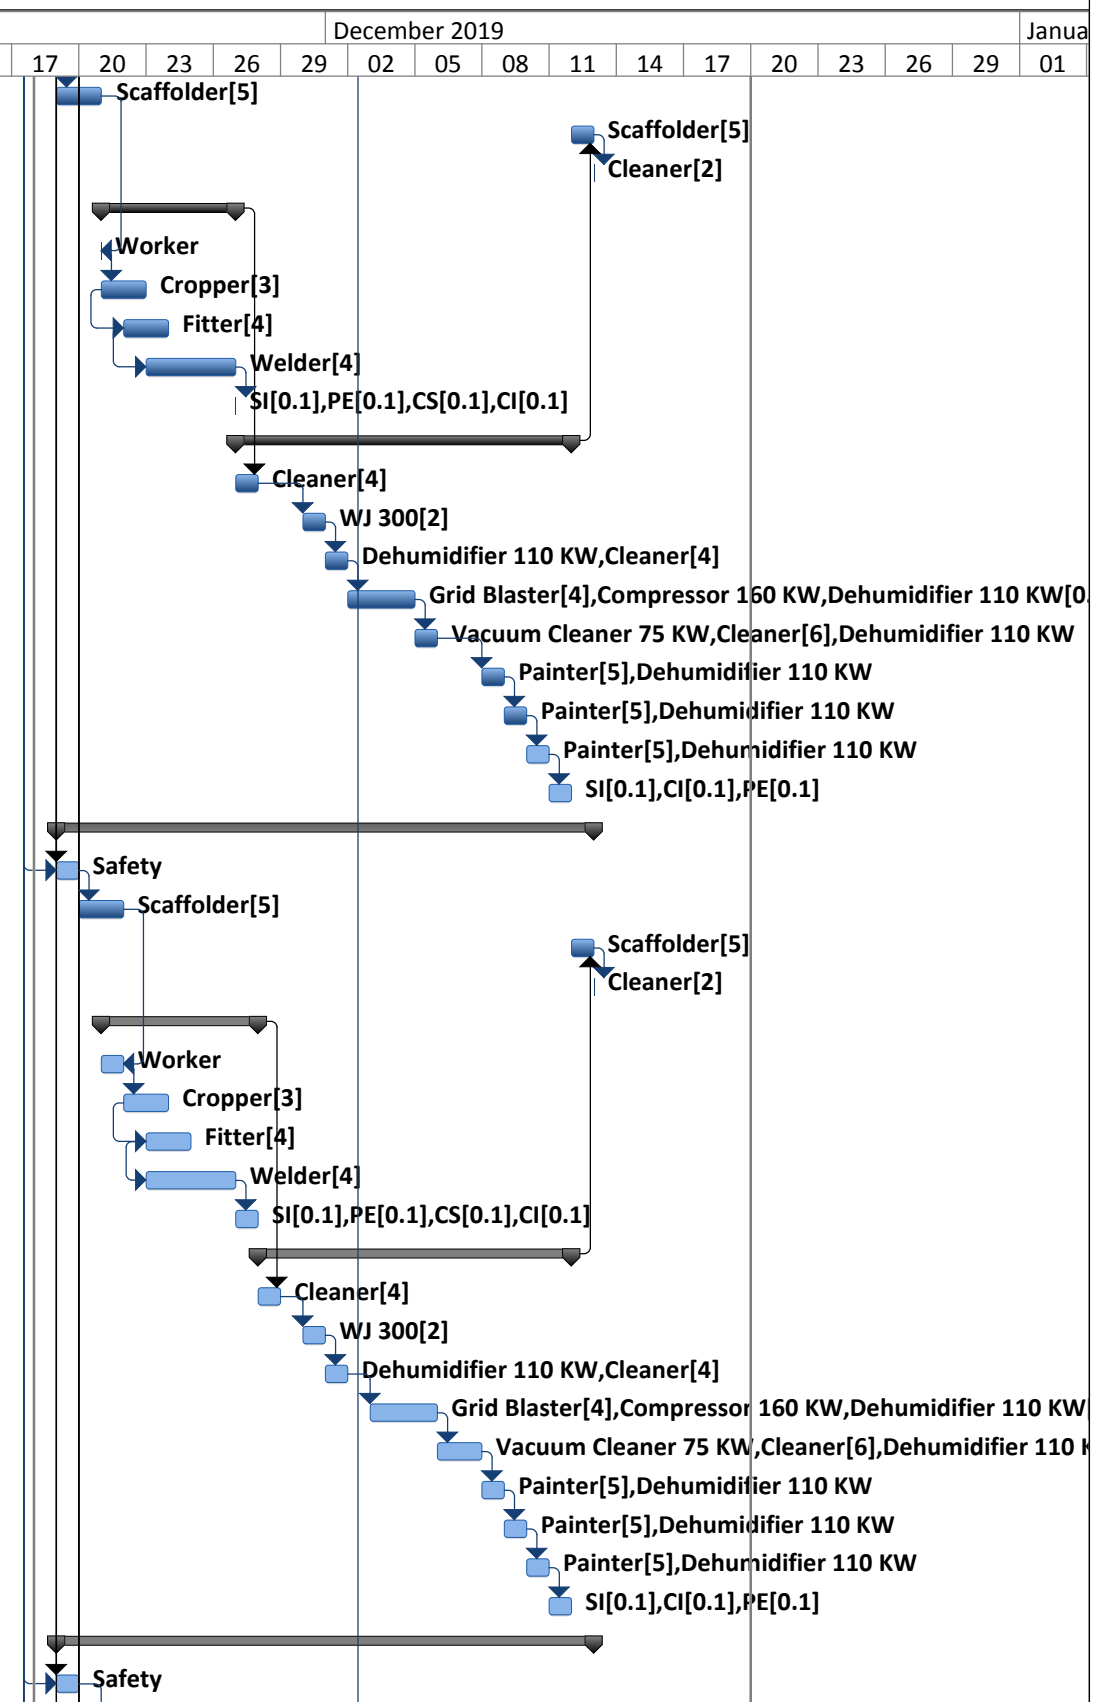 December 2019 Janua
17 20 23 26 29 02 05 08 11 14 17 20 23 26 29 01
Scaffolder[5]
Scaffolder[5]
Cleaner[2]
Worker
Cropper[3]
Fitter[4]
Welder[4]
SI[0.1],PE[0.1],CS[0.1],CI[0.1]
Cleaner[4]
WJ 300[2]
Dehumidifier 110 KW,Cleaner[4]
Grid Blaster[4],Compressor 160 KW,Dehumidifier 110 KW[0.
Vacuum Cleaner 75 KW,Cleaner[6],Dehumidifier 110 KW
Painter[5],Dehumidifier 110 KW
Painter[5],Dehumidifier 110 KW
Painter[5],Dehumidifier 110 KW
SI[0.1],CI[0.1],PE[0.1]
Safety
Scaffolder[5]
Scaffolder[5]
Cleaner[2]
Worker
Cropper[3]
Fitter[4]
Welder[4]
SI[0.1],PE[0.1],CS[0.1],CI[0.1]
Cleaner[4]
WJ 300[2]
Dehumidifier 110 KW,Cleaner[4]
Grid Blaster[4],Compressor 160 KW,Dehumidifier 110 KW[
Vacuum Cleaner 75 KW,Cleaner[6],Dehumidifier 110 K
Painter[5],Dehumidifier 110 KW
Painter[5],Dehumidifier 110 KW
Painter[5],Dehumidifier 110 KW
SI[0.1],CI[0.1],PE[0.1]
Safety